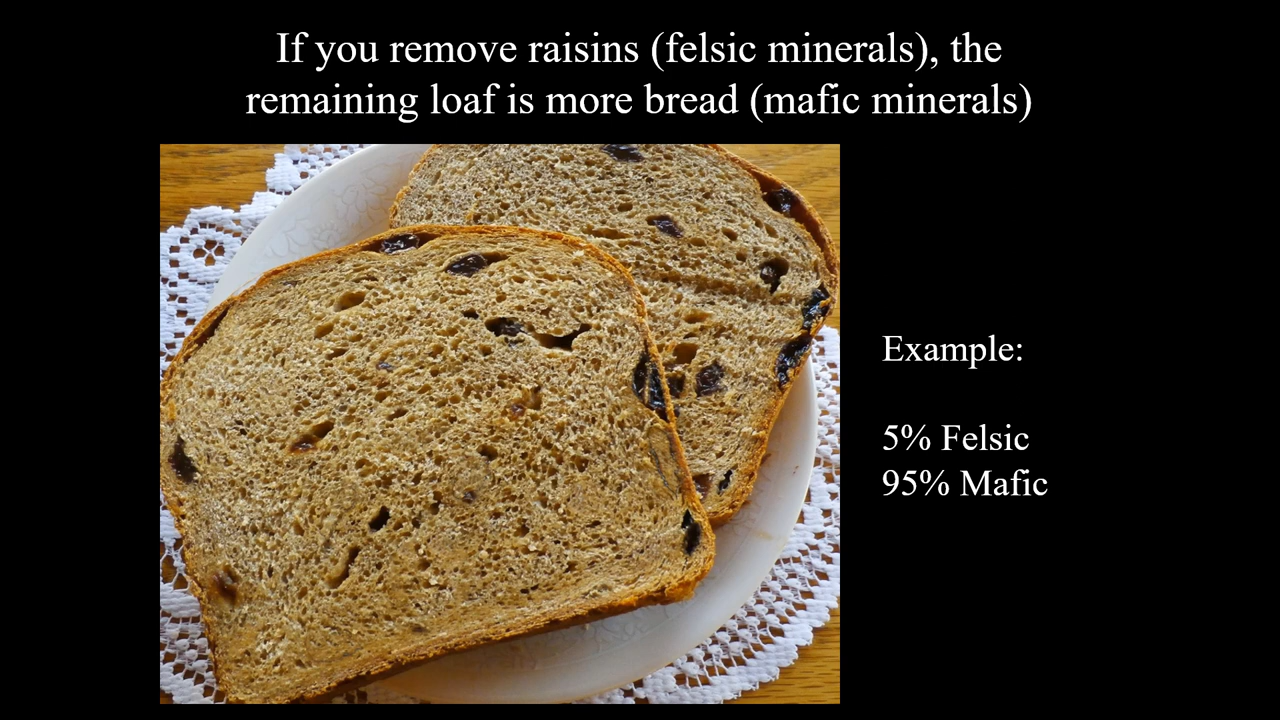 If you remove raisins (felsic minerals), the
remaining loaf is more bread (mafic minerals)
Example:
5% Felsic
95% Mafic